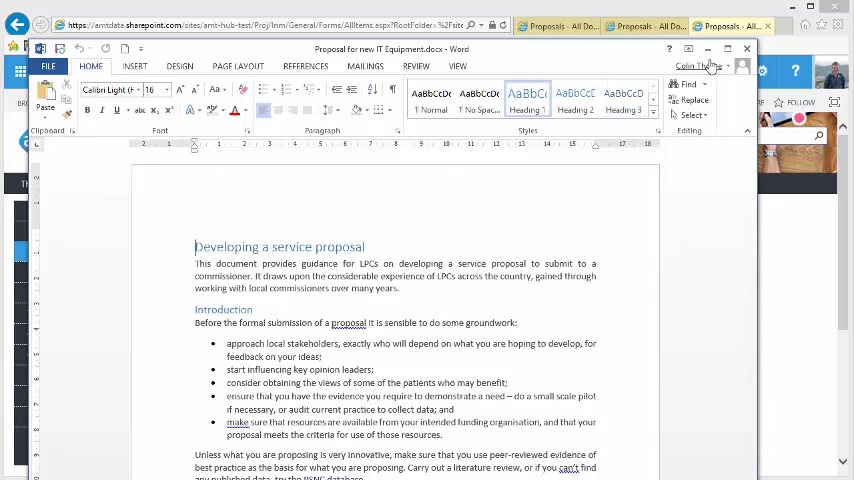 https://amtdata.sharepoint.com/sites/amt-hub-test/Proj/Inm/General/Forms/AllItems.aspx?RootFolder=%2Fsite
Proposals - All Do...
Proposals - All Do...
Proposals - All...
Proposal for new IT Equipment.docx - Word
FILE
HOME
INSERT
DESIGN
PAGE LAYOUT
REFERENCES
MAILINGS
REVIEW
VIEW
Colin
FOLLOW
Paste
Calibri Light (H
16
Clipboard
Font
Paragraph
AaBbCc
AaBbCc
AaBbC
AaBbC
AaBbCc
¶ Normal
¶ No Spac...
Heading 1
Heading 2
Heading 3
Styles
Find
Replace
Select
Editing
Developing a service proposal
This document provides guidance for LPCs on developing a service proposal to submit to a
commissioner. It draws upon the considerable experience of LPCs across the country, gained through
working with local commissioners over many years.
Introduction
Before the formal submission of a proposal it is sensible to do some groundwork:
• approach local stakeholders, exactly who will depend on what you are hoping to develop, for
feedback on your ideas;
• start influencing key opinion leaders;
• consider obtaining the views of some of the patients who may benefit;
• ensure that you have the evidence you require to demonstrate a need – do a small scale pilot
if necessary, or audit current practice to collect data; and
• make sure that resources are available from your intended funding organisation, and that your
proposal meets the criteria for use of those resources.
Unless what you are proposing is very innovative, make sure that you use peer-reviewed evidence of
best practice as the basis for what you are proposing. Carry out a literature review, or if you can't find
any published data, try the PSNC database.